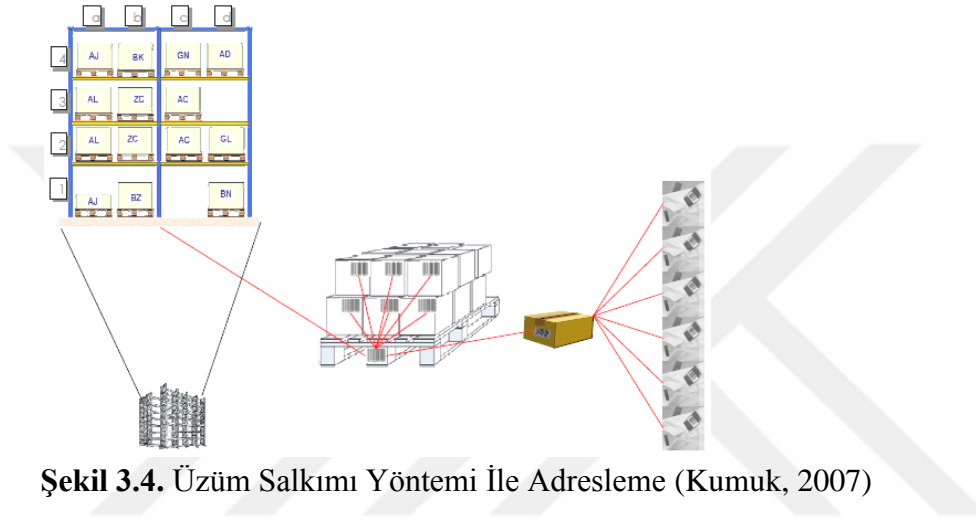 a b c d
4 AJ BK GN AD
3 AL ZC AC
2 AL ZC AC GL
1 AJ BZ BN
Şekil 3.4. Üzüm Salkımı Yöntemi İle Adresleme (Kumuk, 2007)